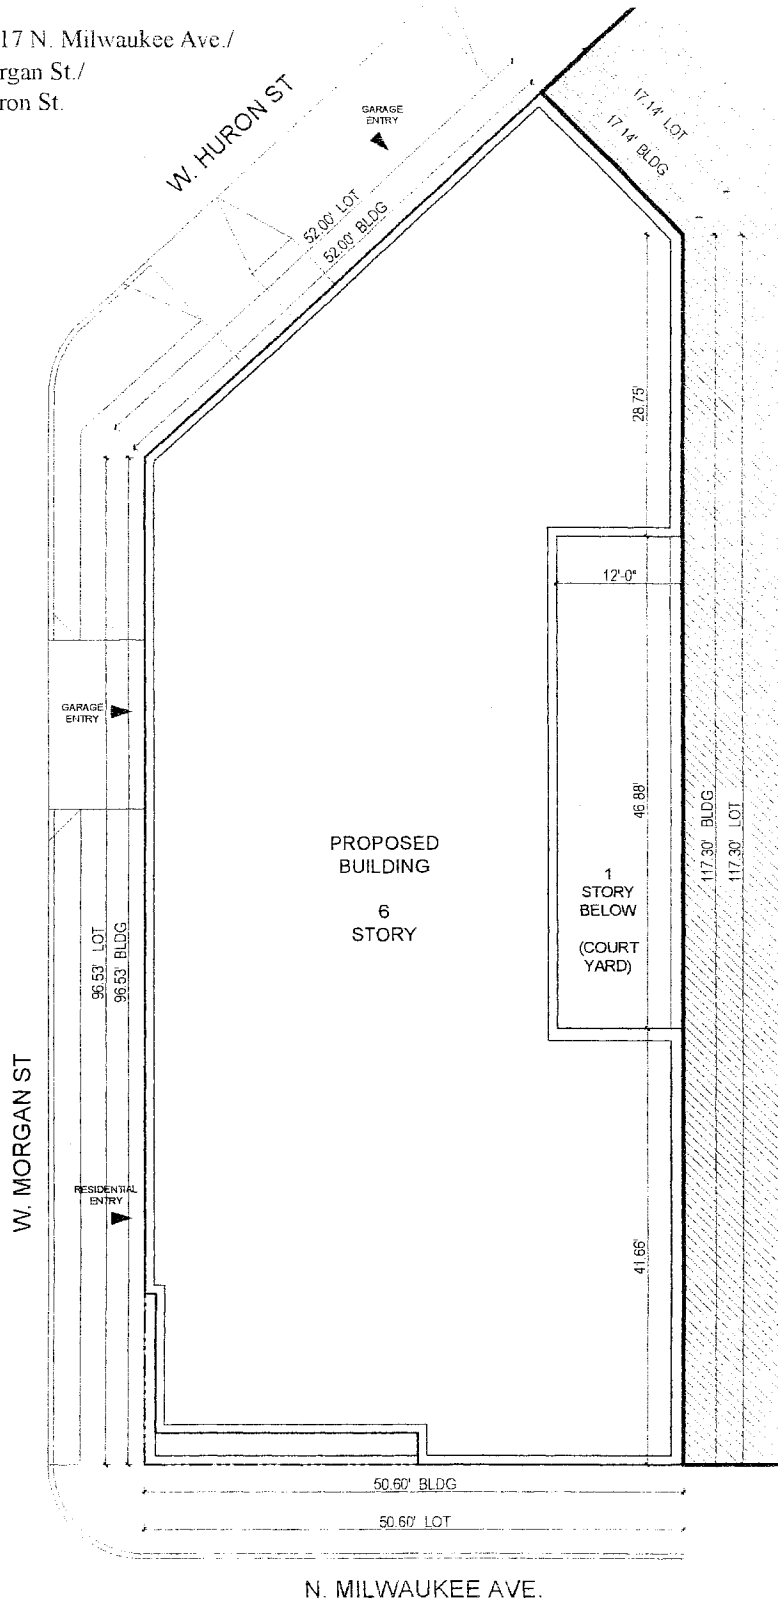 17 N. Milwaukee Ave./
rgan St./
ron St.
W. HURON ST
GARAGE
ENTRY
17.14' LOT
17.14' BLDG
52.00' LOT
52.00' BLDG
28.75'
12'-0"
GARAGE
ENTRY
46.88'
117.30' BLDG
117.30' LOT
PROPOSED
BUILDING
6
STORY
1
STORY
BELOW
(COURT
YARD)
96.53' LOT
96.53' BLDG
W. MORGAN ST
RESIDENTIAL
ENTRY
41.66'
50.60' BLDG
50.60' LOT
N. MILWAUKEE AVE.